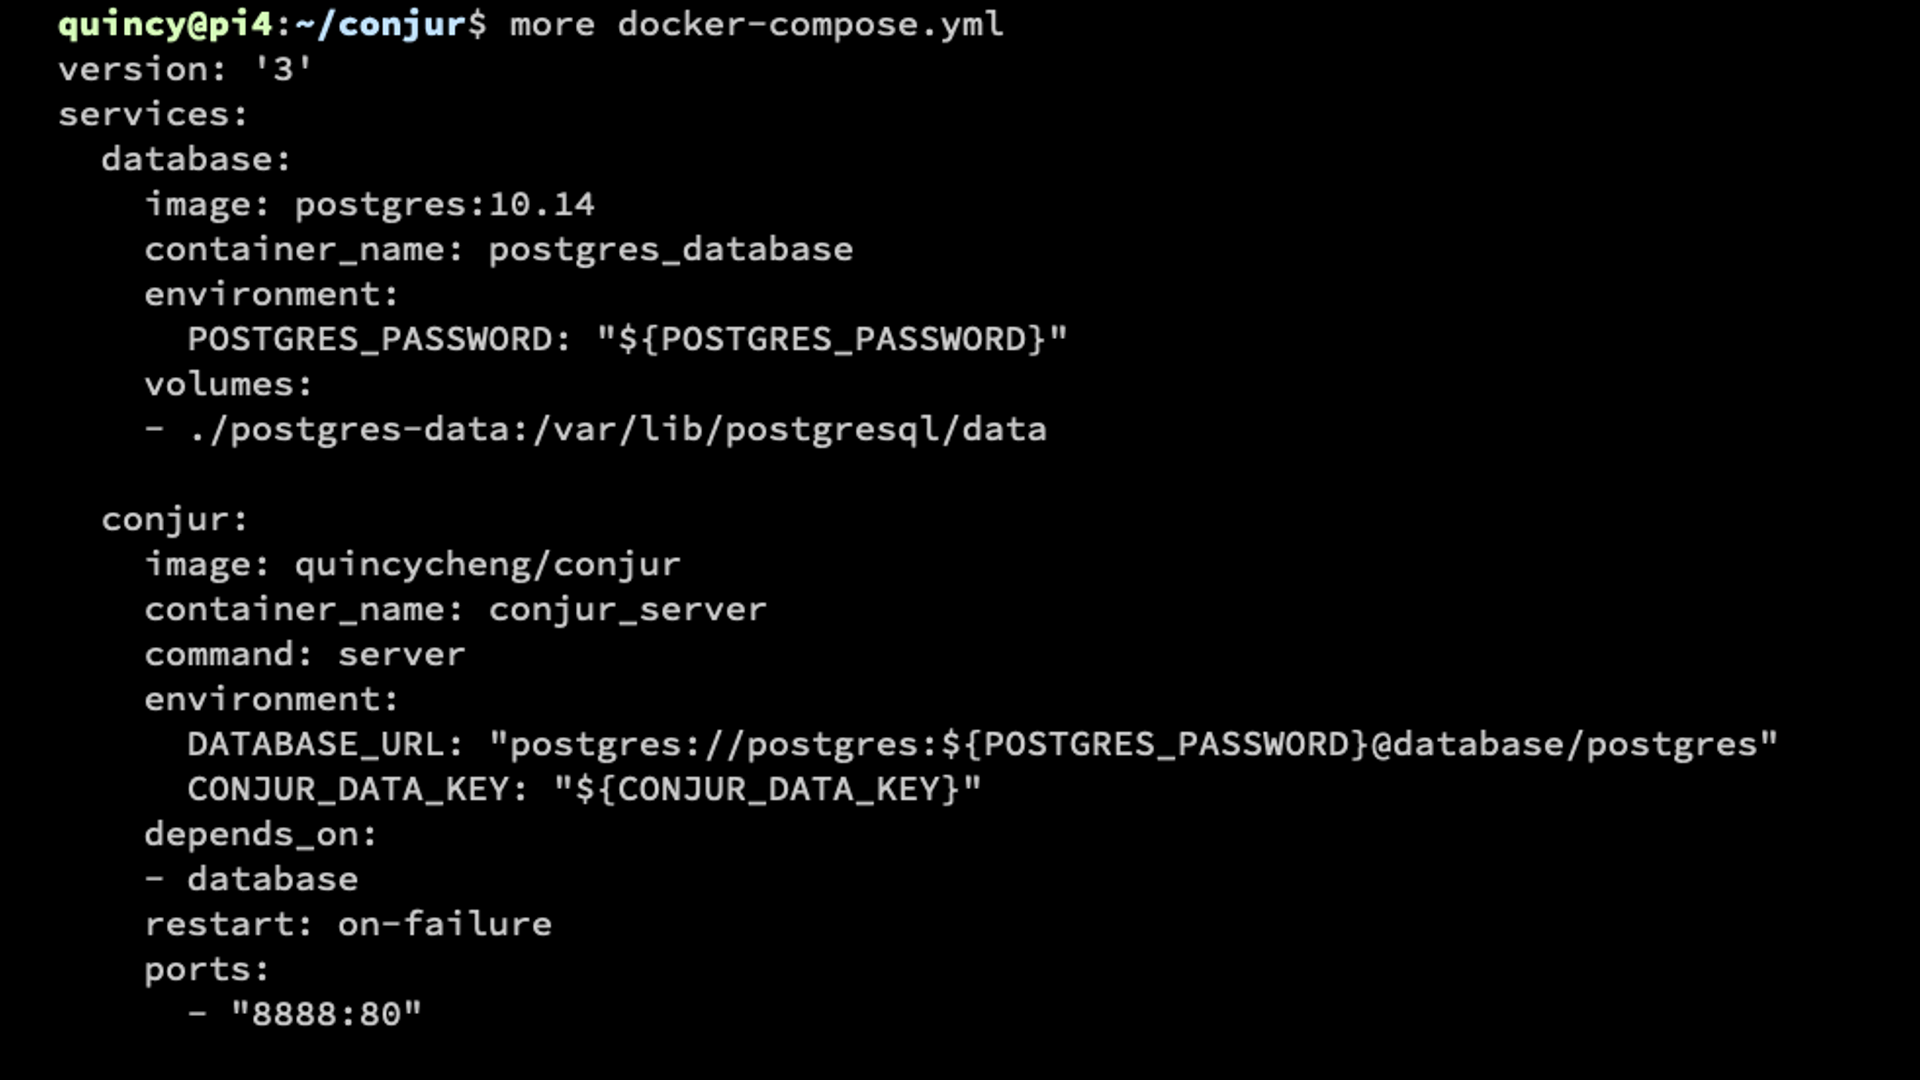 quincy@pi4:~/conjur$ more docker-compose.yml
version: '3'
services:
  database:
    image: postgres:10.14
    container_name: postgres_database
    environment:
      POSTGRES_PASSWORD: "${POSTGRES_PASSWORD}"
    volumes:
    - ./postgres-data:/var/lib/postgresql/data

  conjur:
    image: quincycheng/conjur
    container_name: conjur_server
    command: server
    environment:
      DATABASE_URL: "postgres://postgres:${POSTGRES_PASSWORD}@database/postgres"
      CONJUR_DATA_KEY: "${CONJUR_DATA_KEY}"
    depends_on:
    - database
    restart: on-failure
    ports:
      - "8888:80"